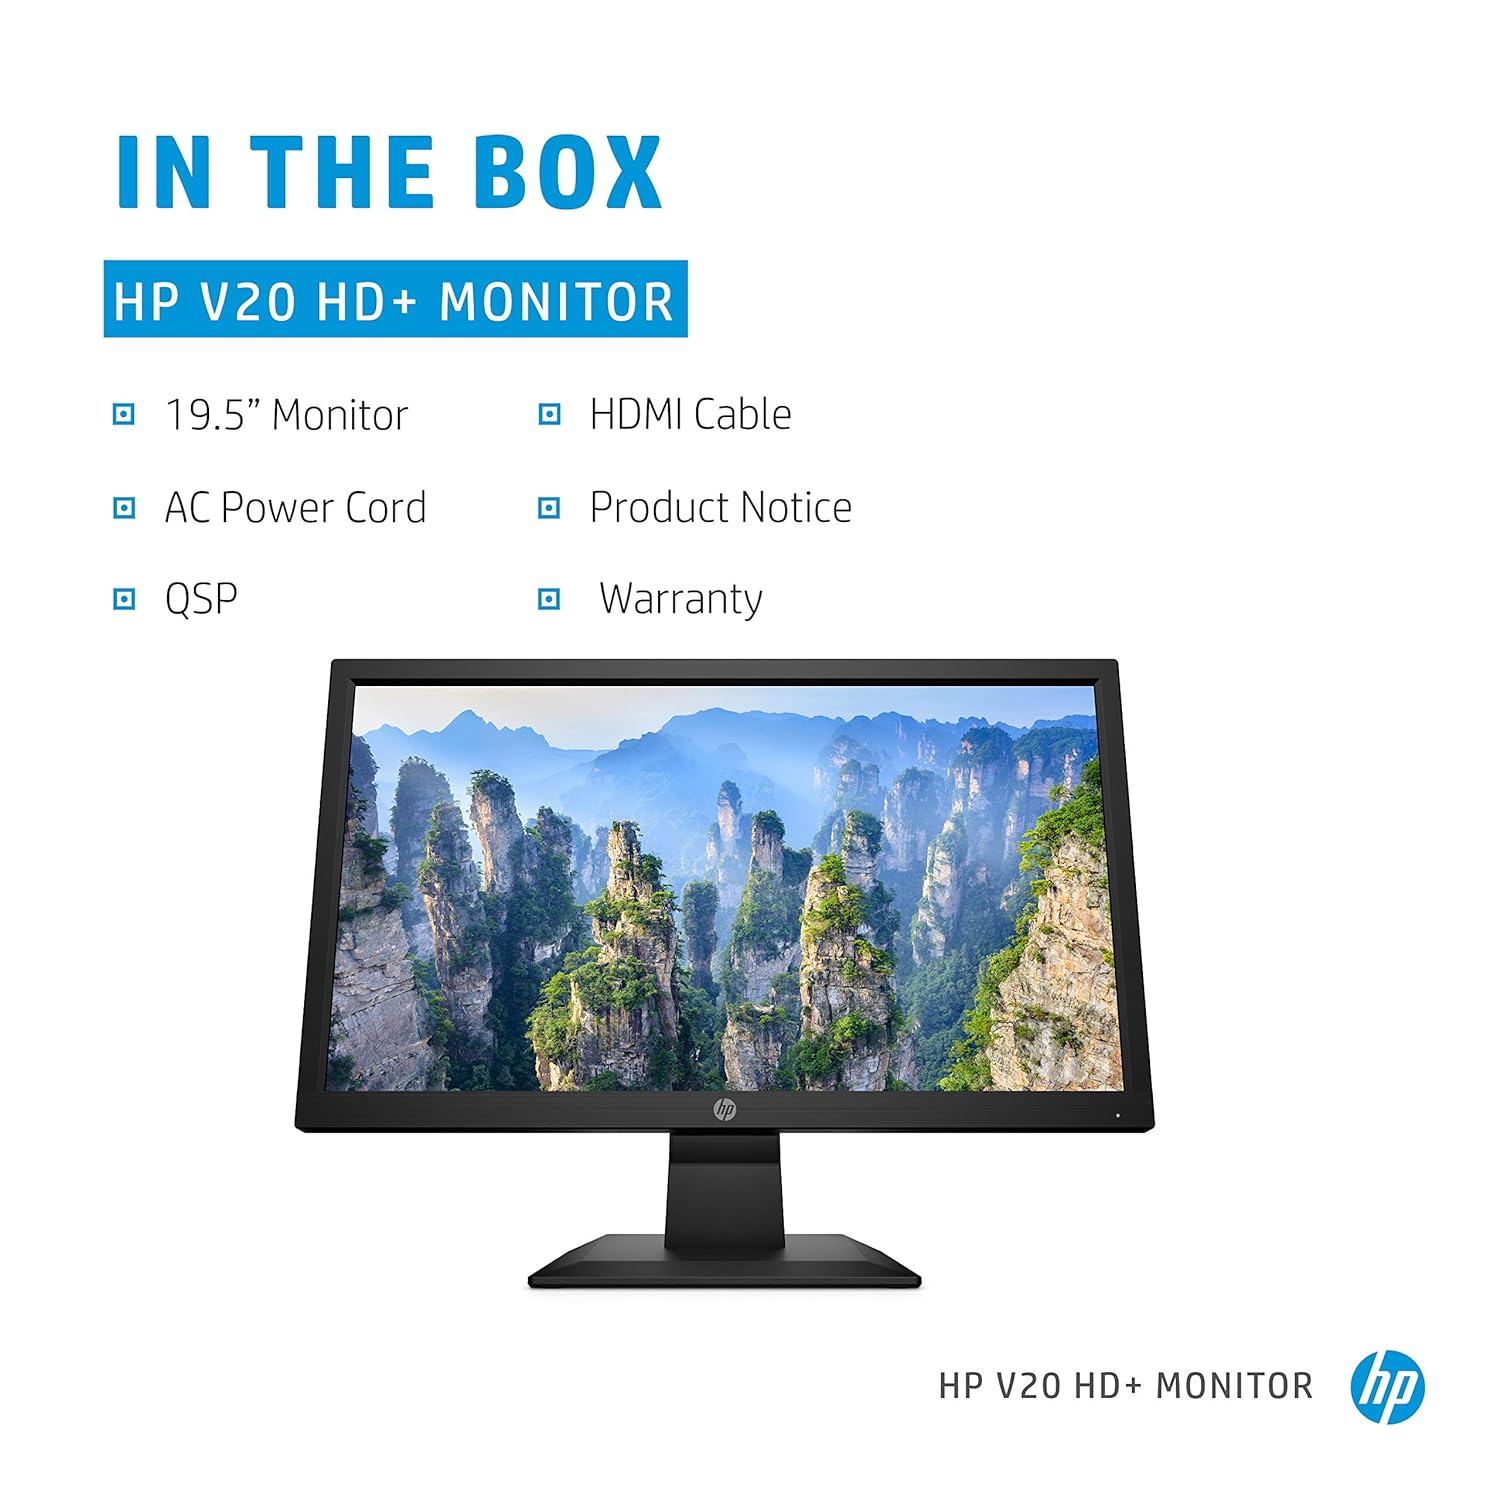 IN THE BOX
HP V20 HD+ MONITOR
19.5” Monitor
HDMI Cable
AC Power Cord
Product Notice
QSP
Warranty
hp
HP V20 HD+ MONITOR
hp